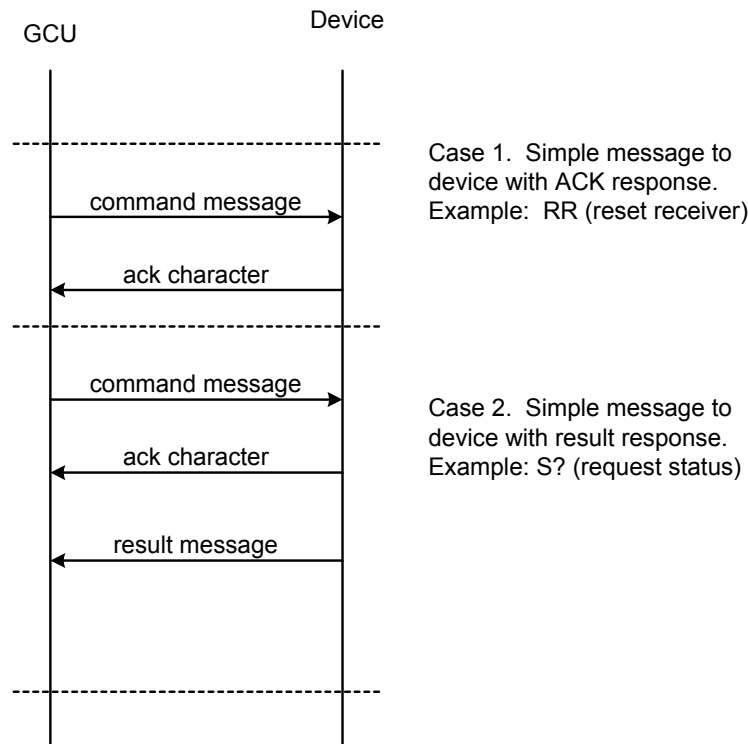 GCU
Device
Case 1.  Simple message to
device with ACK response.
Example:  RR (reset receiver)
command message
ack character
command message
Case 2.  Simple message to
device with result response.
Example: S? (request status)
ack character
result message